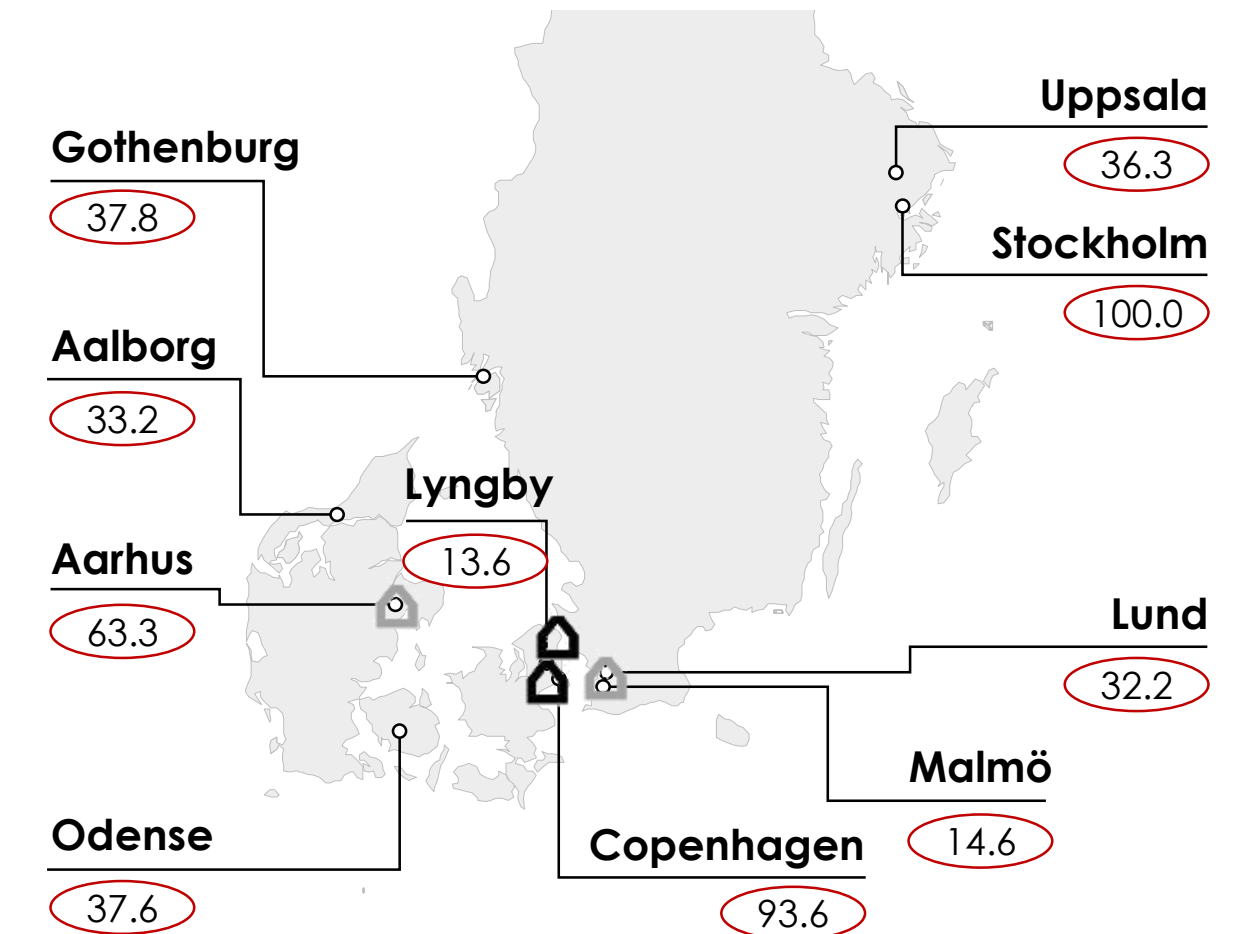 Uppsala
36.3
Gothenburg
37.8
Stockholm
100.0
Aalborg
33.2
Lyngby
13.6
Aarhus
63.3
Lund
32.2
Malmö
14.6
Odense
37.6
Copenhagen
93.6